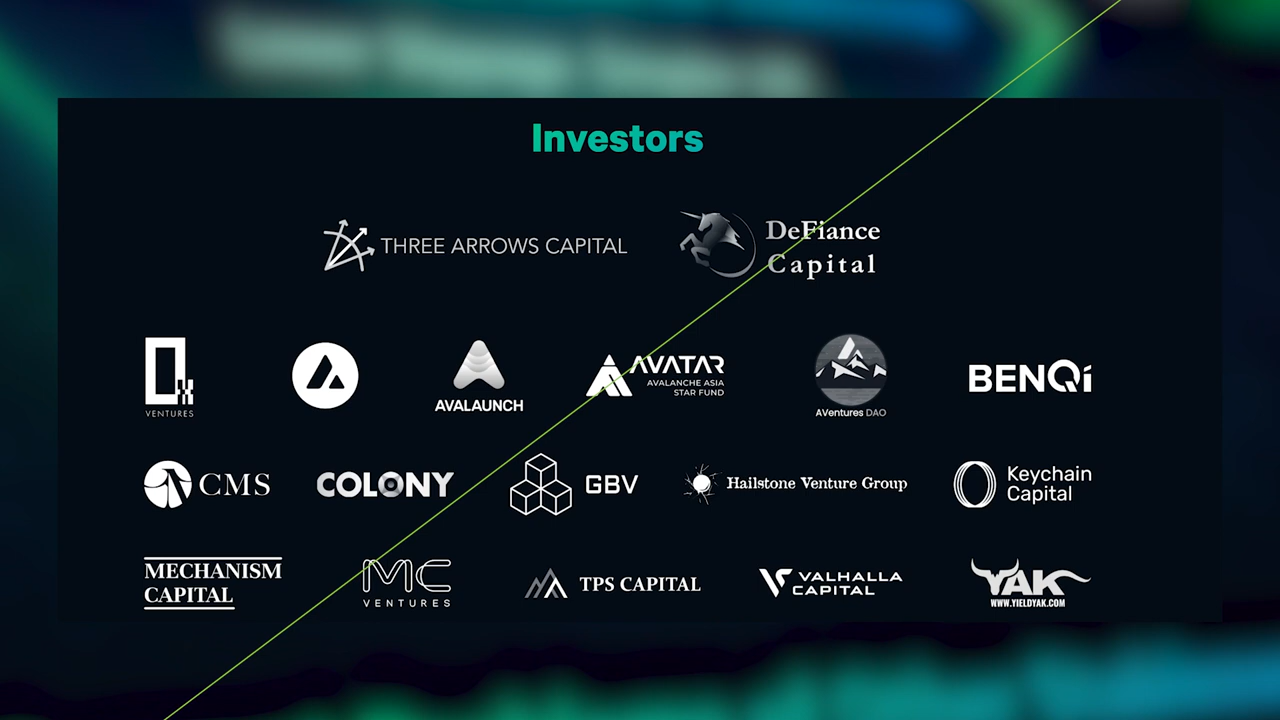 Investors
THREE ARROWS CAPITAL
DeFiance
Capital
VENTURES
AVALAUNCH
AVATAR
AVALANCHE ASIA
STAR FUND
AVentures DAO
BENQi
CMS
COLONY
GBV
Hailstone Venture Group
Keychain
Capital
MECHANISM
CAPITAL
MC
VENTURES
TPS CAPITAL
VALHALLA
CAPITAL
YAK
WWW.YIELDYAK.COM